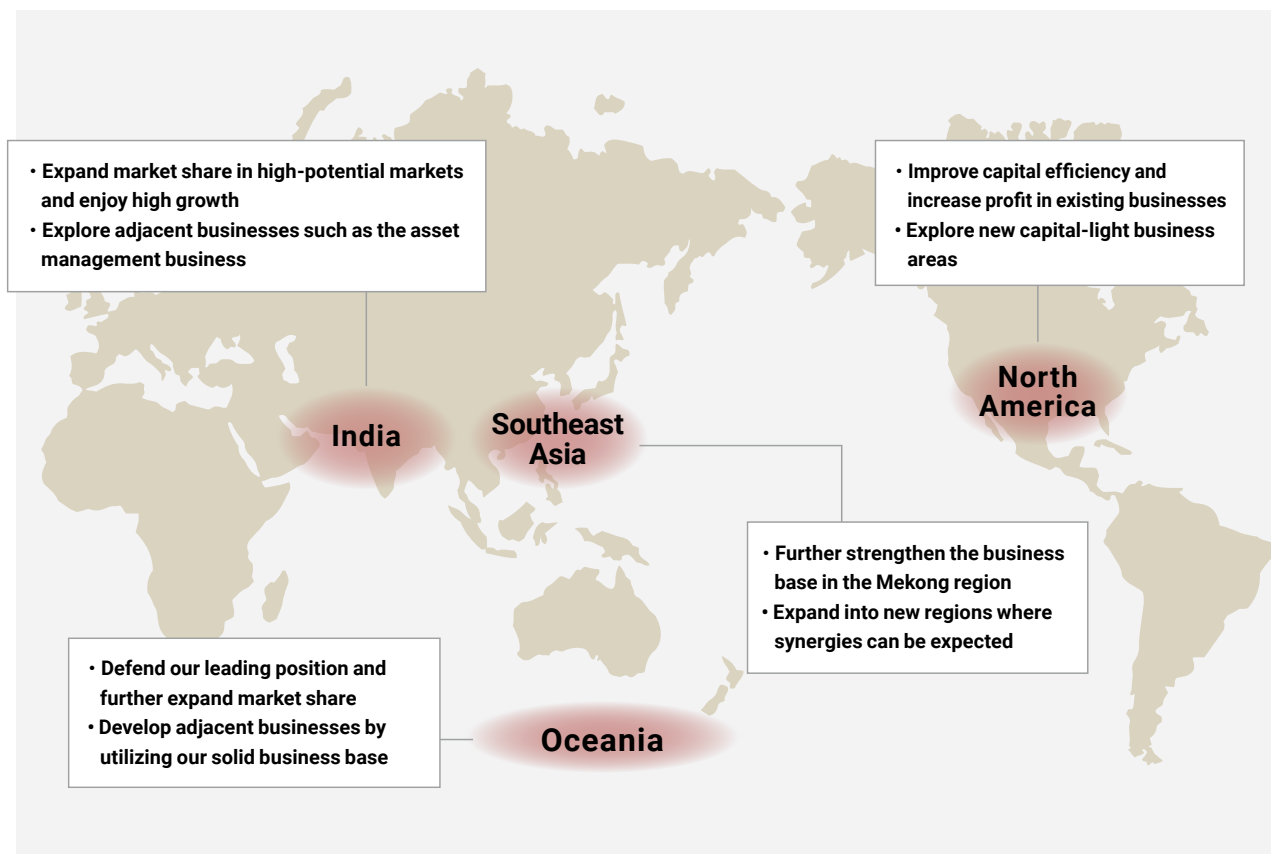 • Expand market share in high-potential markets
and enjoy high growth
• Explore adjacent businesses such as the asset
management business
• Improve capital efficiency and
increase profit in existing businesses
• Explore new capital-light business
areas
North
America
India
Southeast
Asia
• Further strengthen the business
base in the Mekong region
• Expand into new regions where
synergies can be expected
• Defend our leading position and
further expand market share
• Develop adjacent businesses by
utilizing our solid business base
Oceania